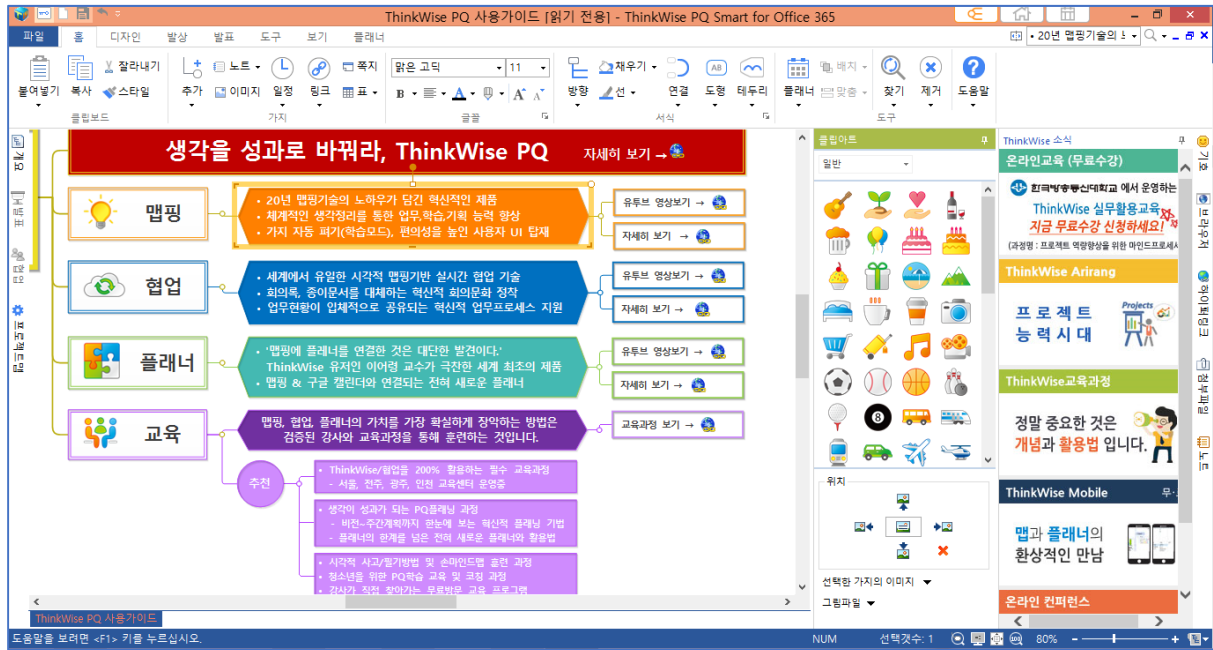 ThinkWise PQ 사용가이드 [읽기 전용] - ThinkWise PQ Smart for Office 365
파일 홈 디자인 발상 발표 도구 보기 플래너
20년 맵핑기술의
붙여넣기 복사 잘라내기 스타일
클립보드
추가 노트 이미지 일정 링크 쪽지 표
가지
맑은 고딕 11
B A A A
글꼴
방향 채우기 선 연결 AB 도형 테두리
서식
플래너 배치 맞춤 찾기 제거 도움말
도구
개요
발표
협업
프로젝트맵
생각을 성과로 바꿔라, ThinkWise PQ 자세히 보기 →
맵핑
• 20년 맵핑기술의 노하우가 담긴 혁신적인 제품
• 체계적인 생각정리를 통한 업무,학습,기획 능력 향상
• 가지 자동 펴기(학습모드), 편의성을 높인 사용자 UI 탑재
유투브 영상보기 →
자세히 보기 →
협업
• 세계에서 유일한 시각적 맵핑기반 실시간 협업 기술
• 회의록, 종이문서를 대체하는 혁신적 회의문화 정착
• 업무현황이 입체적으로 공유되는 혁신적 업무프로세스 지원
유투브 영상보기 →
자세히 보기 →
플래너
• '맵핑에 플래너를 연결한 것은 대단한 발견이다.'
ThinkWise 유저인 이어령 교수가 극찬한 세계 최초의 제품
• 맵핑 & 구글 캘린더와 연결되는 전혀 새로운 플래너
유투브 영상보기 →
자세히 보기 →
교육
맵핑, 협업, 플래너의 가치를 가장 확실하게 장악하는 방법은
검증된 강사와 교육과정을 통해 훈련하는 것입니다.
교육과정 보기 →
추천
• ThinkWise/협업을 200% 활용하는 필수 교육과정
- 서울, 전주, 광주, 인천 교육센터 운영중
• 생각이 성과가 되는 PQ플래닝 과정
- 비전~주간계획까지 한눈에 보는 혁신적 플래닝 기법
- 플래너의 한계를 넘은 전혀 새로운 플래너와 활용법
• 시각적 사고/필기방법 및 손마인드맵 훈련 과정
• 청소년을 위한 PQ학습 교육 및 코칭 과정
• 강사가 직접 찾아가는 무료방문 교육 프로그램
ThinkWise PQ 사용가이드
클립아트
일반
8
위치
선택한 가지의 이미지 ▼
그림파일 ▼
ThinkWise 소식
온라인교육 (무료수강)
한국방송통신대학교 에서 운영하는
ThinkWise 실무활용교육
지금 무료수강 신청하세요!
(과정명 : 프로젝트 역량향상을 위한 마인드프로세서
ThinkWise Arirang
프로젝트
능력시대
Projects
ThinkWise교육과정
정말 중요한 것은
개념과 활용법 입니다.
ThinkWise Mobile 무·
맵과 플래너의
환상적인 만남
온라인 컨퍼런스
기호
브라우저
하이퍼링크
첨부파일
노트
도움말을 보려면 <F1> 키를 누르십시오.
NUM 선택갯수: 1 80%